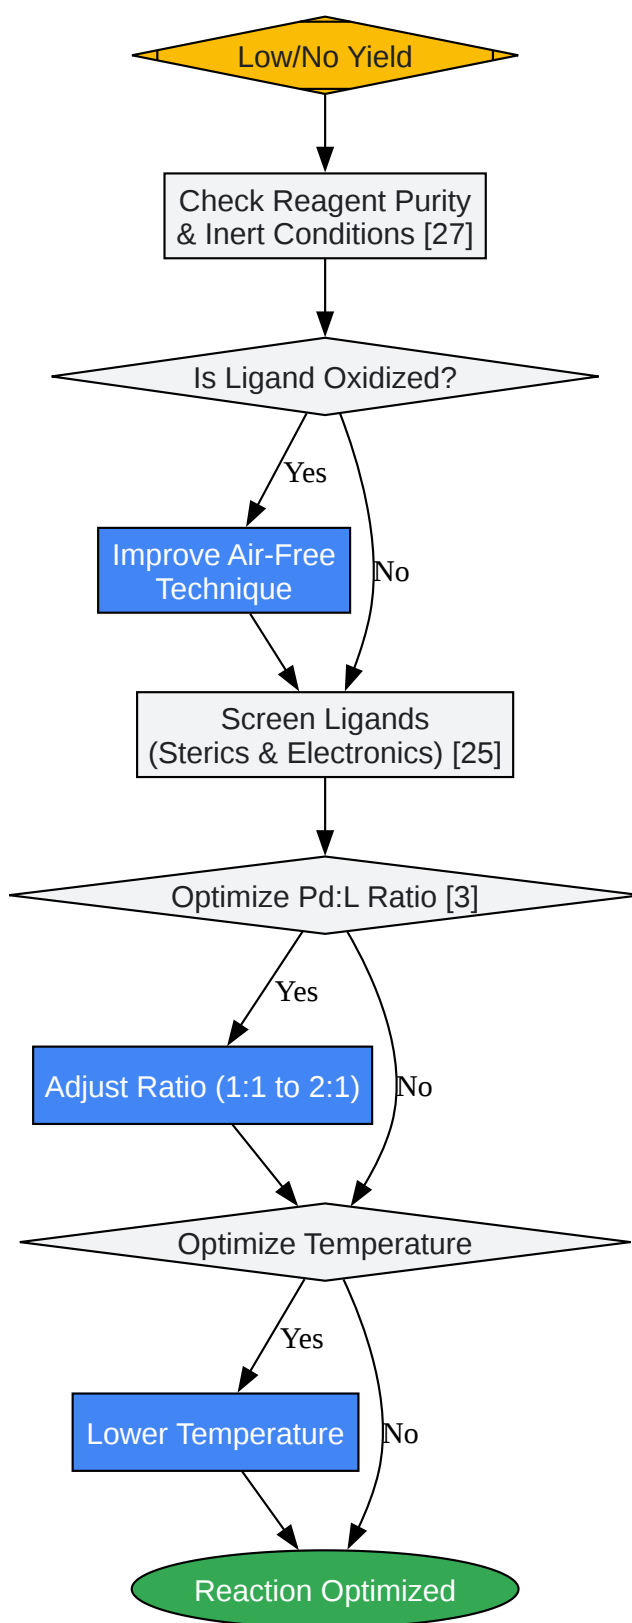 Low/No Yield
Check Reagent Purity
& Inert Conditions [27]
Is Ligand Oxidized?
Yes
Improve Air-Free
Technique
No
Screen Ligands
(Sterics & Electronics) [25]
Optimize Pd:L Ratio [3]
Yes
Adjust Ratio (1:1 to 2:1)
No
Optimize Temperature
Yes
Lower Temperature
No
Reaction Optimized